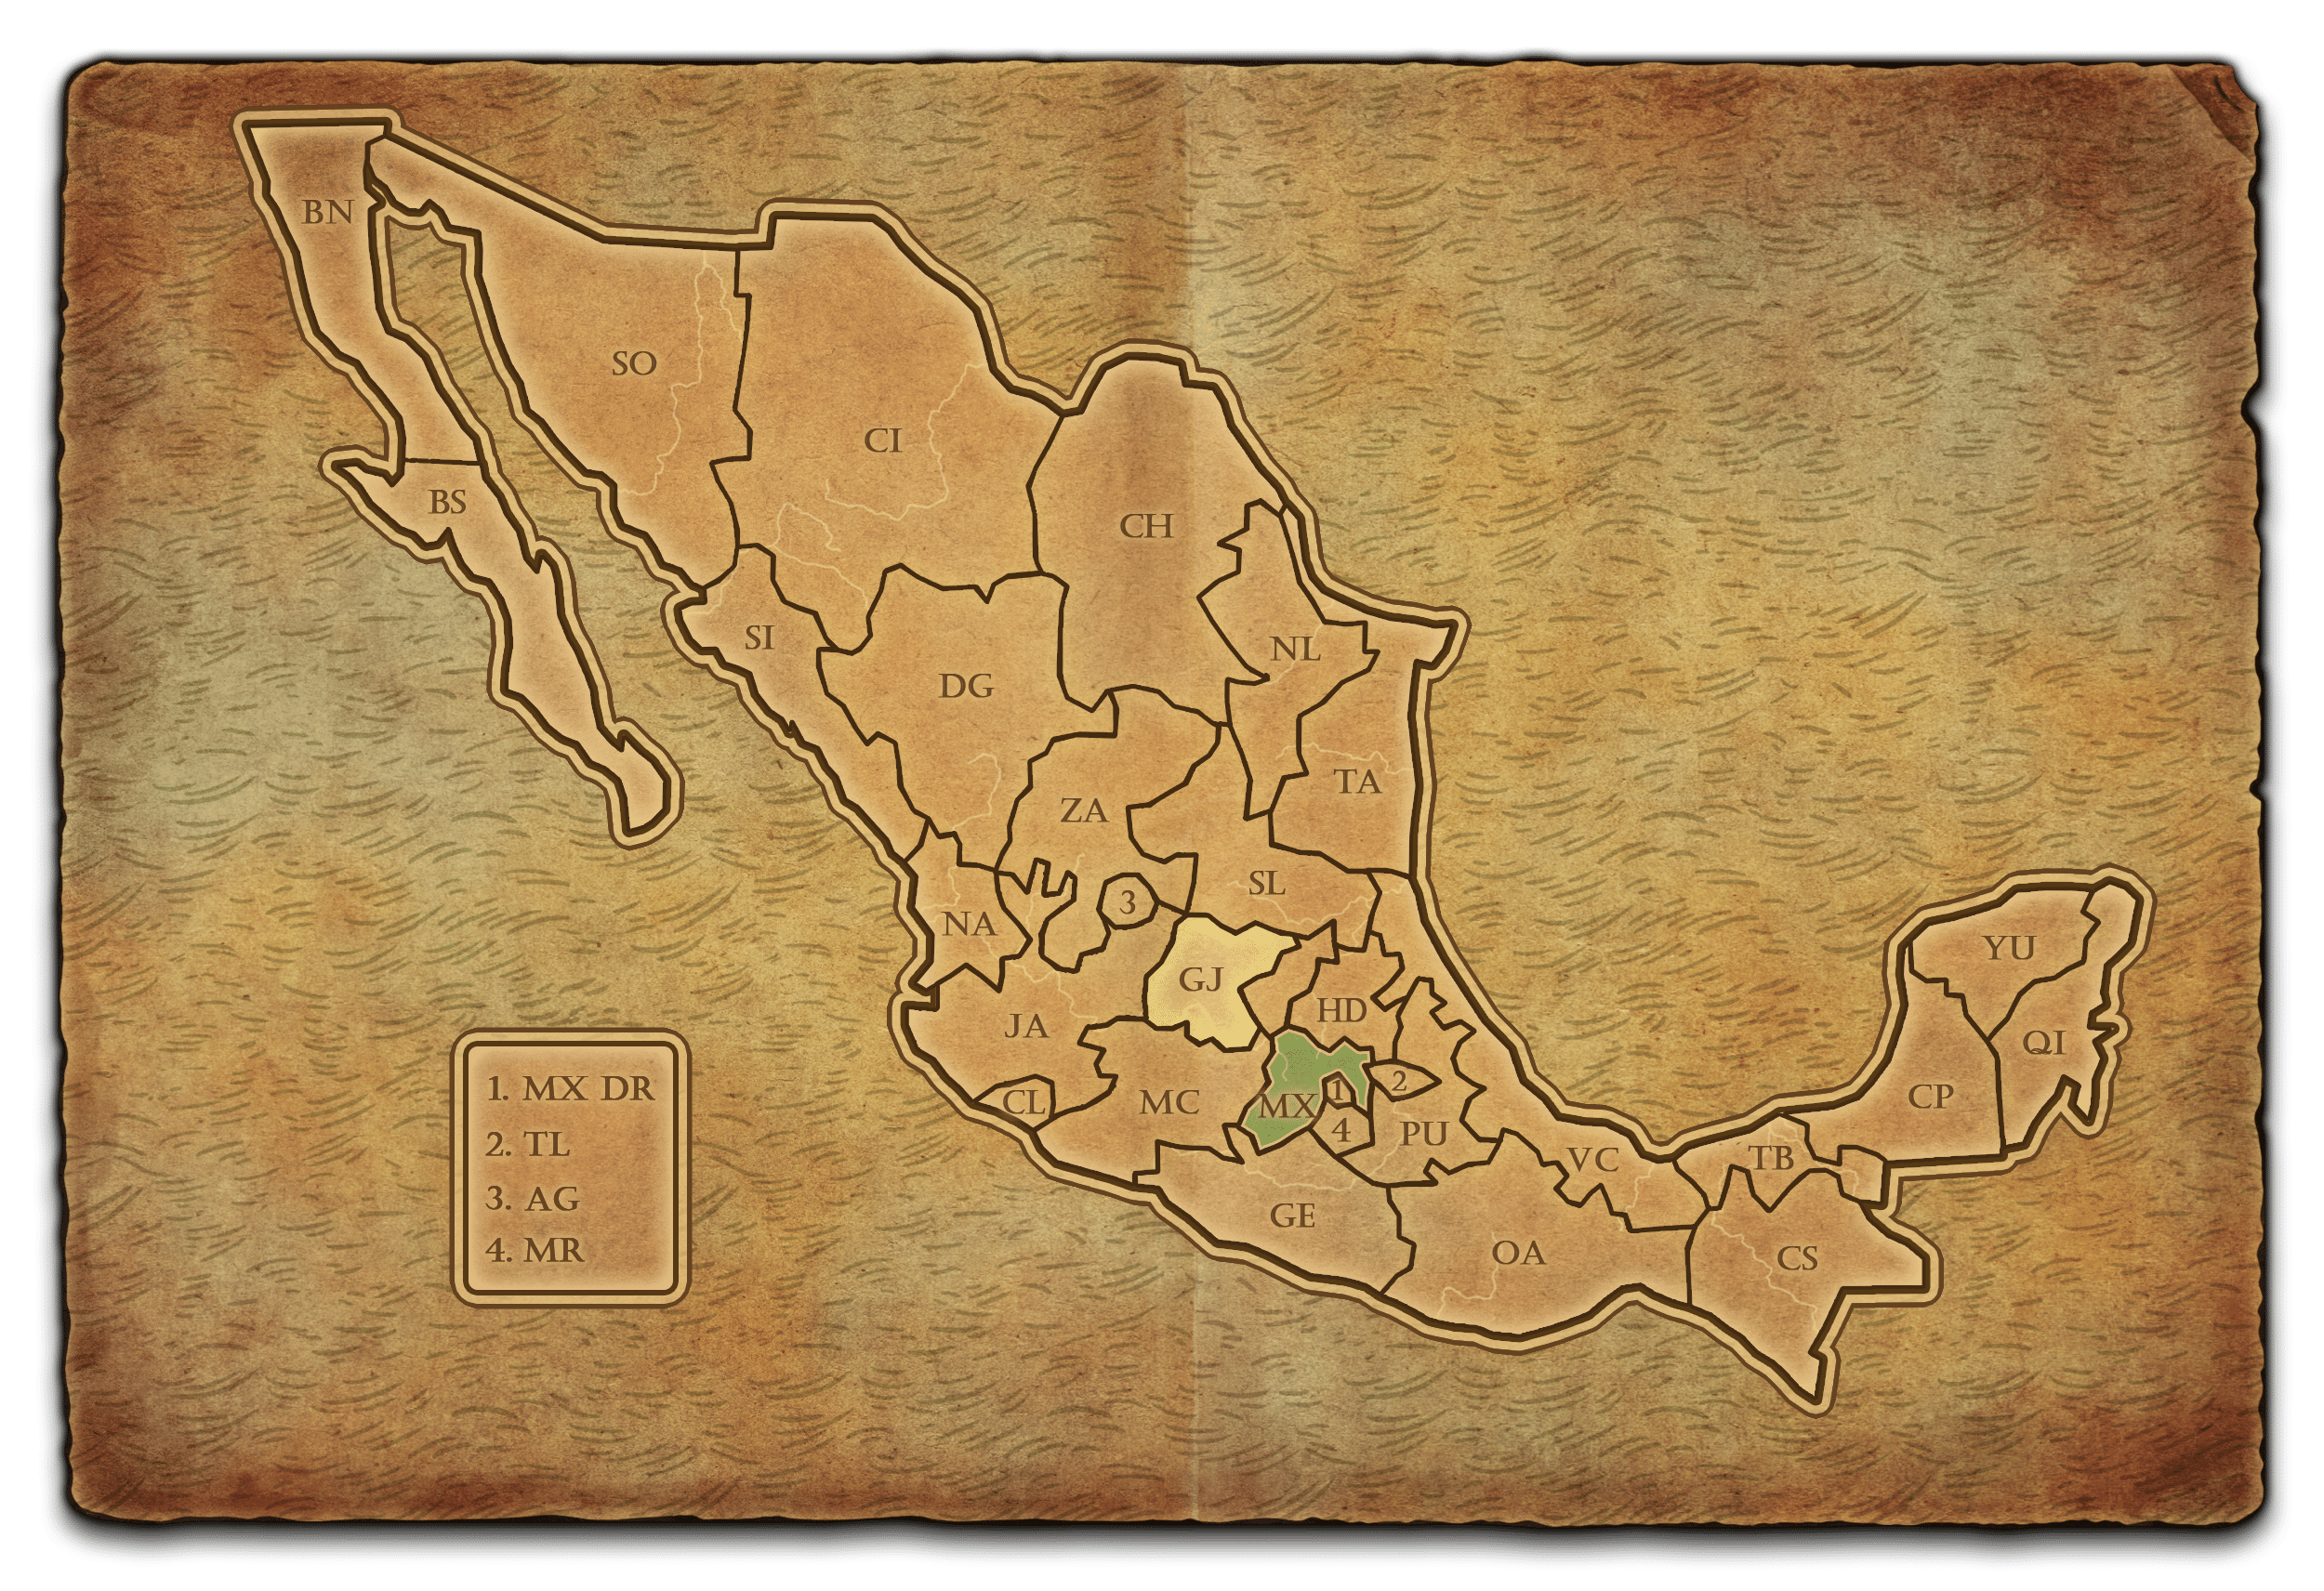 BN
SO
CI
BS
CH
SI
NL
DG
TA
ZA
SL
3
NA
YU
GJ
HD
JA
QI
2
1
MX
CL
MC
CP
4
PU
VC
TB
GE
OA
CS
1. MX DR
2. TL
3. AG
4. MR